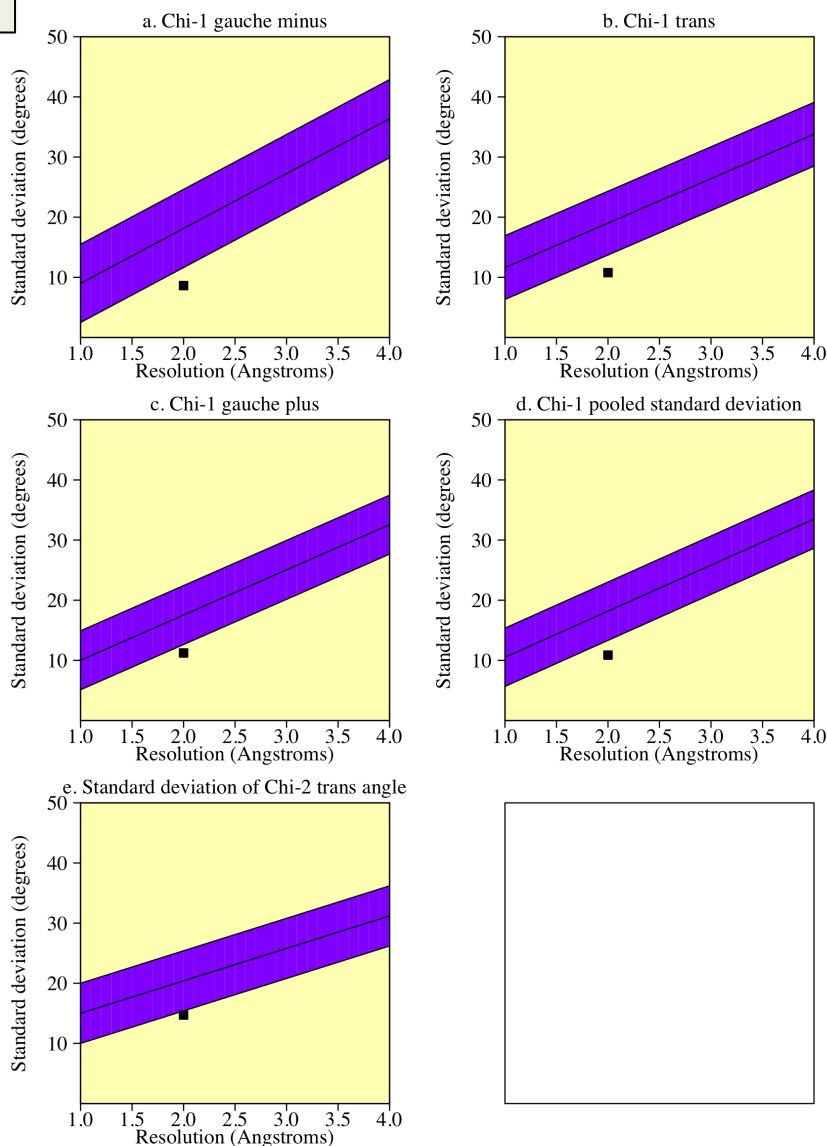 a. Chi-1 gauche minus
50
40
30
20
10
Standard deviation (degrees)
1.0 1.5 2.0 2.5 3.0 3.5 4.0
Resolution (Angstroms)
b. Chi-1 trans
50
40
30
20
10
Standard deviation (degrees)
1.0 1.5 2.0 2.5 3.0 3.5 4.0
Resolution (Angstroms)
c. Chi-1 gauche plus
50
40
30
20
10
Standard deviation (degrees)
1.0 1.5 2.0 2.5 3.0 3.5 4.0
Resolution (Angstroms)
d. Chi-1 pooled standard deviation
50
40
30
20
10
Standard deviation (degrees)
1.0 1.5 2.0 2.5 3.0 3.5 4.0
Resolution (Angstroms)
e. Standard deviation of Chi-2 trans angle
50
40
30
20
10
Standard deviation (degrees)
1.0 1.5 2.0 2.5 3.0 3.5 4.0
Resolution (Angstroms)